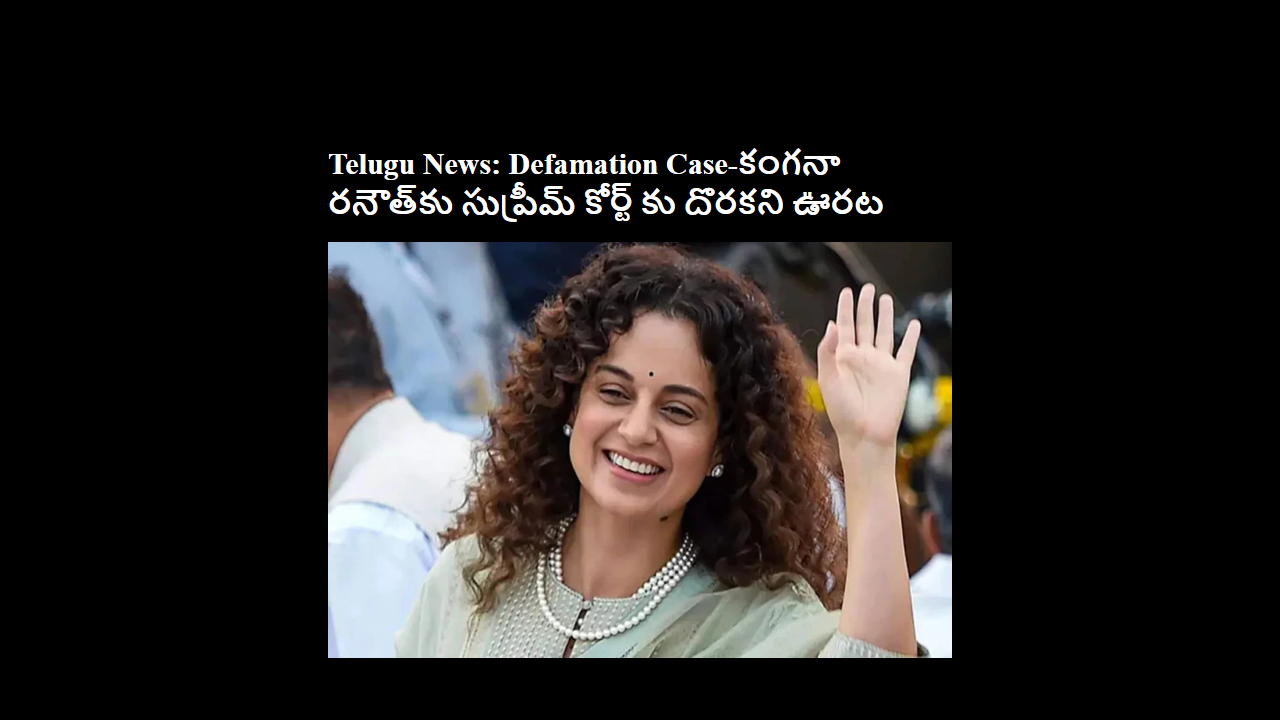 Telugu News: Defamation Case-కంగనా
రనౌత్‌కు సుప్రీమ్ కోర్ట్ కు దొరకని ఊరట